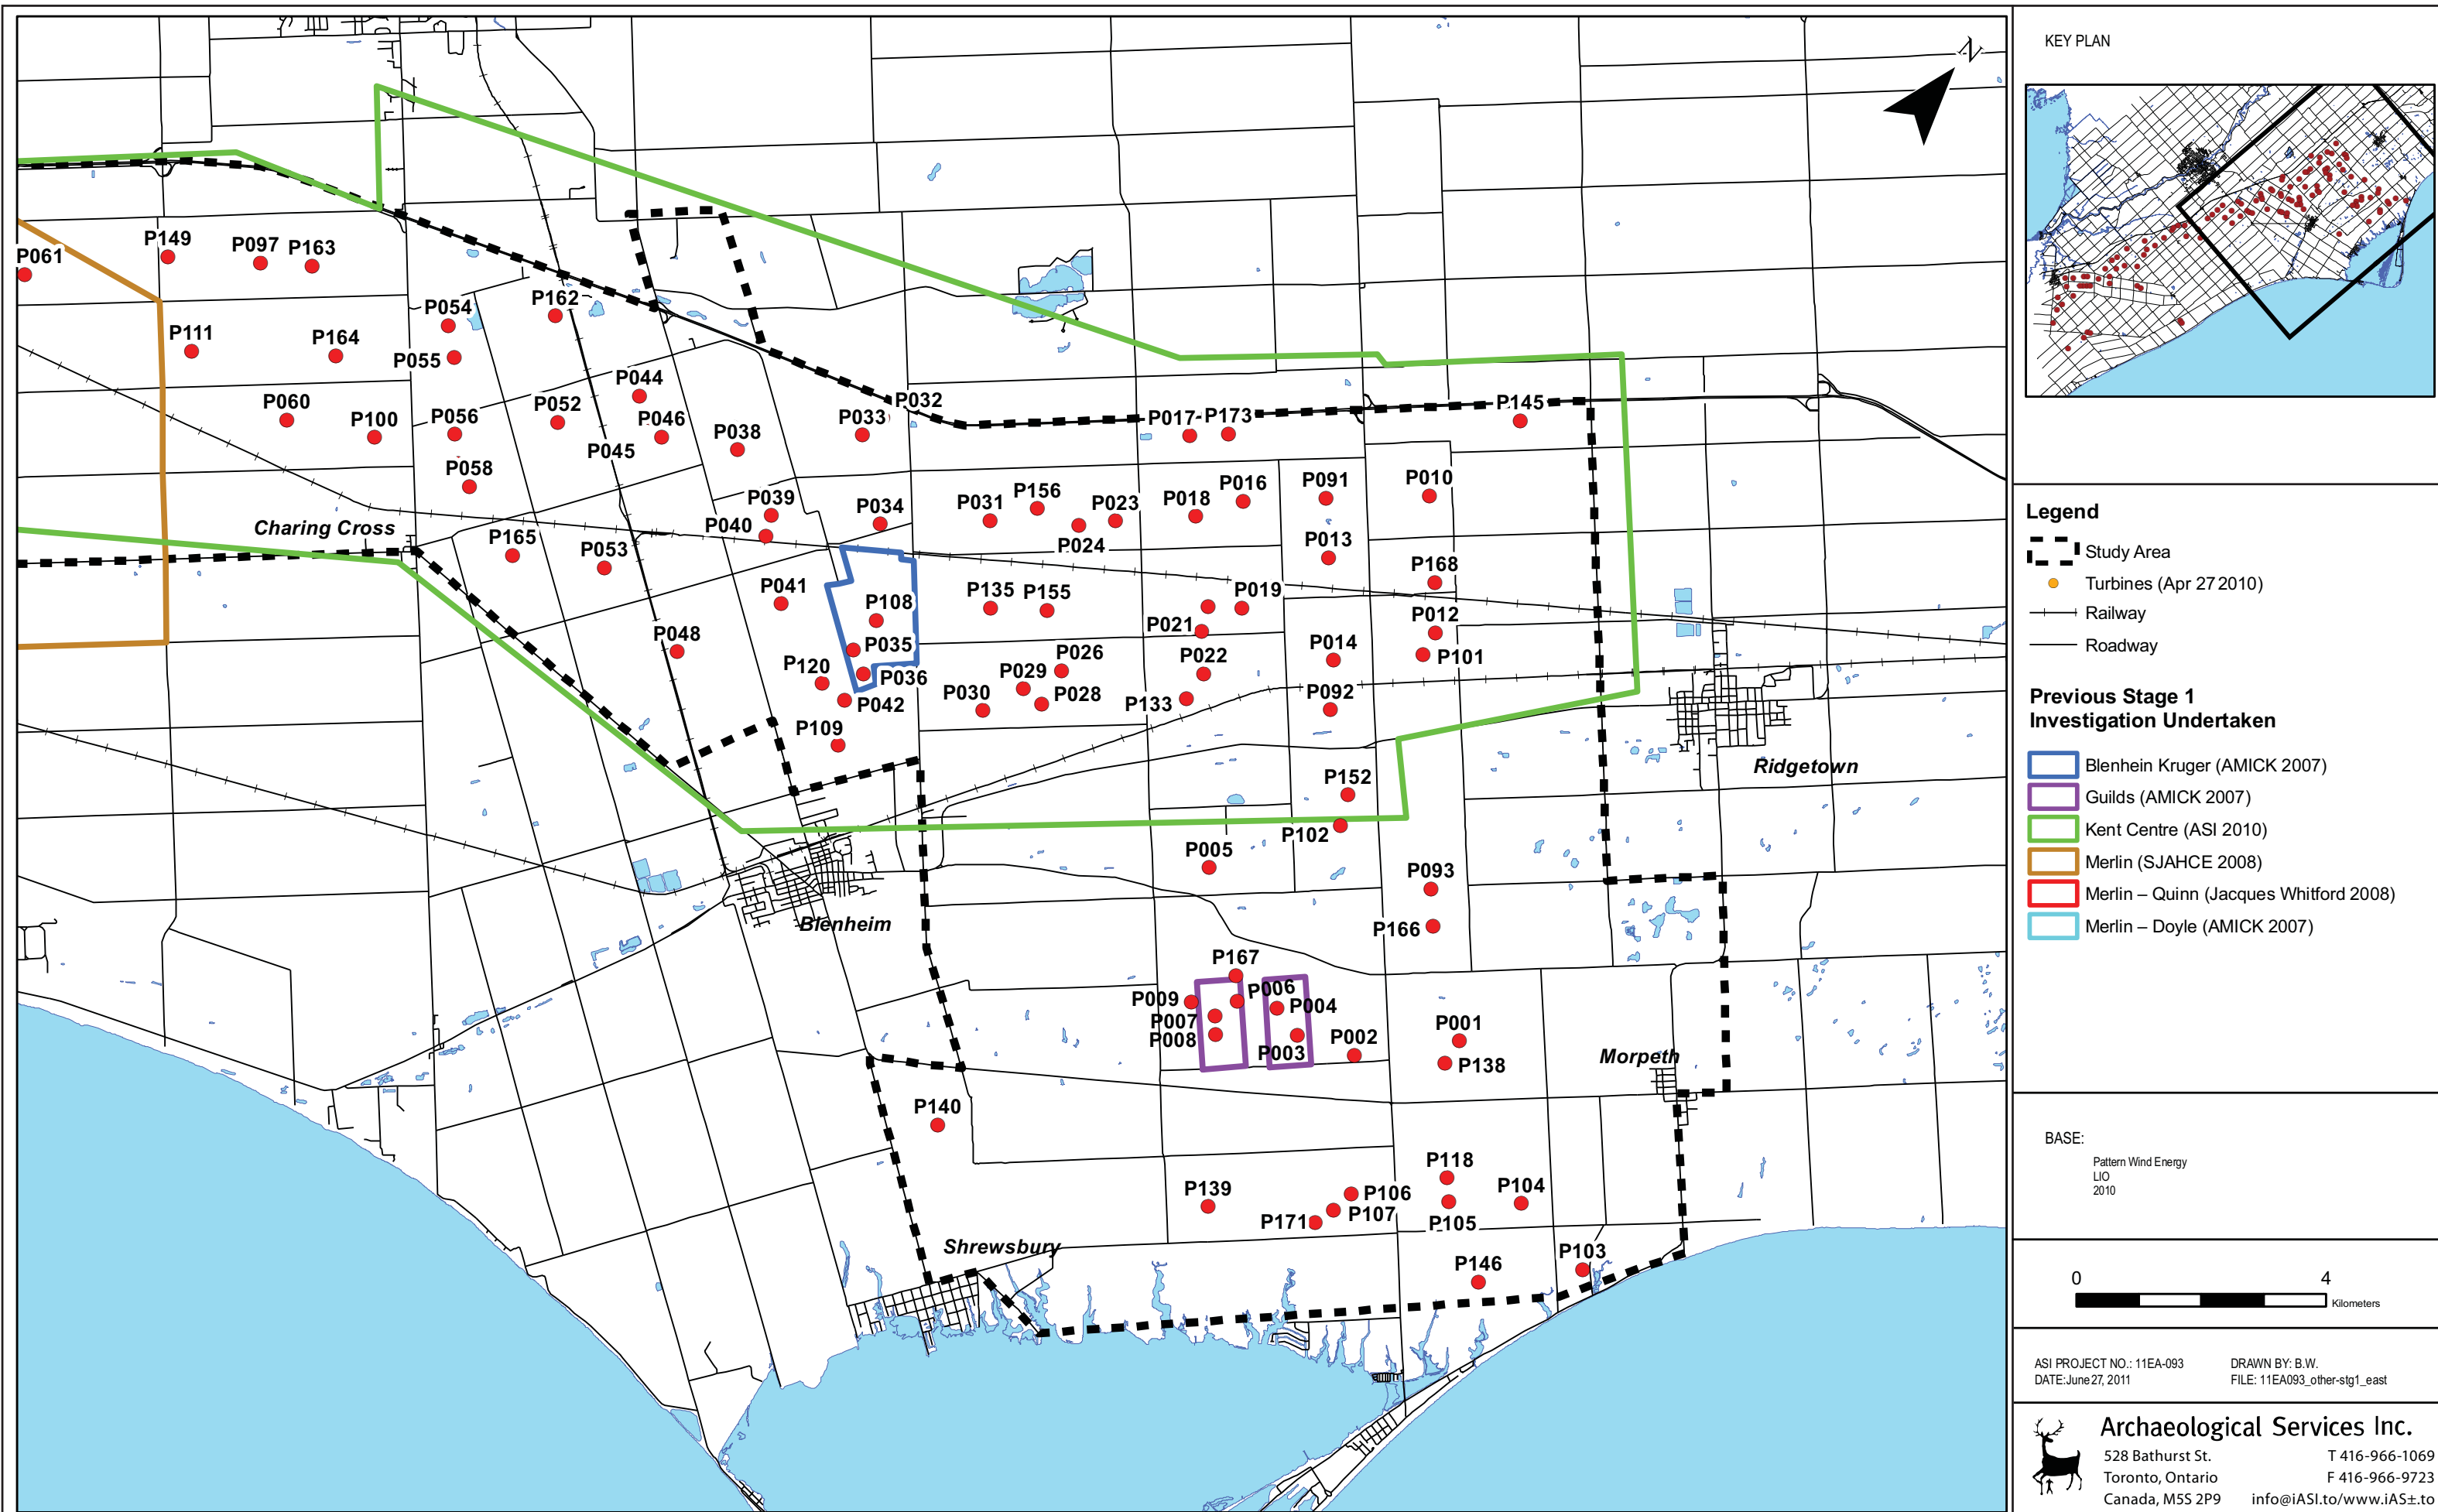 N
P061
P149
P097
P163
P111
P164
P054
P162
P055
P060
P100
P056
P052
P044
P046
P045
P058
P038
P033
P032
P017
P173
P145
Charing Cross
P165
P053
P039
P040
P034
P031
P156
P023
P024
P018
P016
P091
P010
P013
P168
P041
P108
P135
P155
P019
P021
P012
P048
P035
P036
P120
P042
P109
P026
P029
P030
P028
P022
P133
P014
P101
P092
P152
P102
Ridgetown
P005
P093
P166
Blenheim
P167
P009
P006
P004
P007
P008
P003
P002
P001
P138
Morpeth
P140
P139
P106
P107
P171
P118
P105
P104
Shrewsbury
P146
P103
KEY PLAN
Legend
Study Area
Turbines (Apr 27 2010)
Railway
Roadway
Previous Stage 1
Investigation Undertaken
Blenhein Kruger (AMICK 2007)
Guilds (AMICK 2007)
Kent Centre (ASI 2010)
Merlin (SJAHCE 2008)
Merlin – Quinn (Jacques Whitford 2008)
Merlin – Doyle (AMICK 2007)
BASE:
Pattern Wind Energy
LIO
2010
0 4
Kilometers
ASI PROJECT NO.: 11EA-093 DRAWN BY: B.W.
DATE:June 27, 2011 FILE: 11EA093_other-stg1_east
Archaeological Services Inc.
528 Bathurst St. T 416-966-1069
Toronto, Ontario F 416-966-9723
Canada, M5S 2P9 info@iASI.to/www.iAS±.to